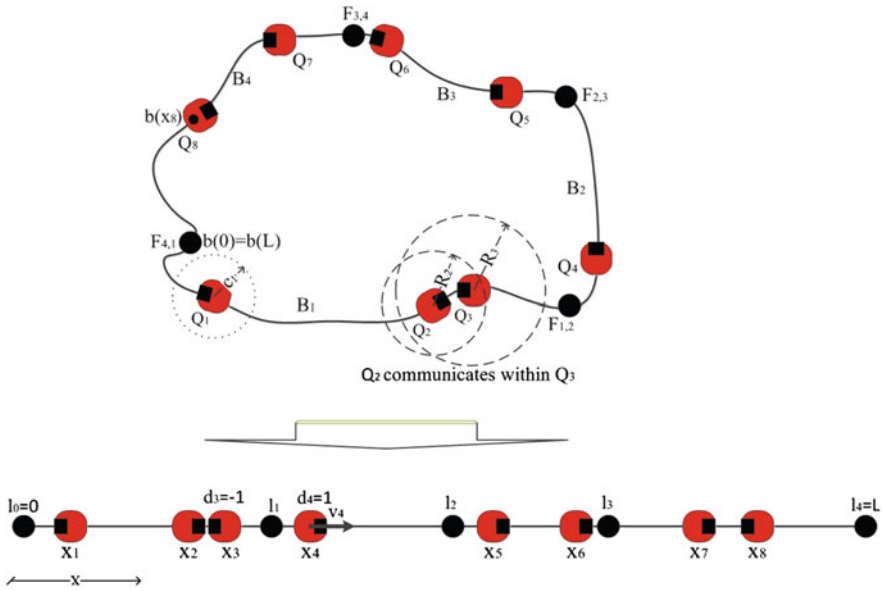 F3,4
Q7
Q6
B4
B3
Q5
F2,3
b(x8)
Q8
B2
F4,1
b(0)=b(L)
c1
R2
R3
Q4
Q1
B1
Q2
Q3
F1,2
Q2 communicates within Q3
l0=0
d3=-1
l1
d4=1
v4
l2
l3
l4=L
x1
x2
x3
x4
x5
x6
x7
x8
x